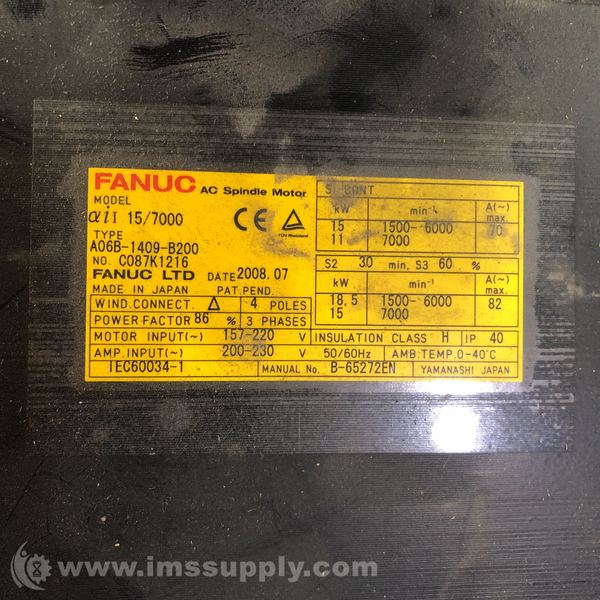 FANUC AC Spindle Motor
MODEL
αiI 15/7000
TYPE
A06B-1409-B200
NO. C087K1216
FANUC LTD DATE 2008.07
MADE IN JAPAN PAT.PEND.
CE TÜV Rheinland
WIND.CONNECT. Δ 4 POLES
POWER FACTOR 86 % 3 PHASES
MOTOR INPUT(~) 157-220 V
AMP.INPUT(~) 200-230 V
IEC60034-1
CONT
kW min⁻¹ A(~) max.
15 1500-6000 70
11 7000
S2 30 min, S3 60 %
kW min⁻¹ A(~) max.
18.5 1500-6000 82
15 7000
INSULATION CLASS H IP 40
50/60Hz AMB.TEMP.0-40℃
MANUAL No. B-65272EN YAMANASHI JAPAN
www.imssupply.com